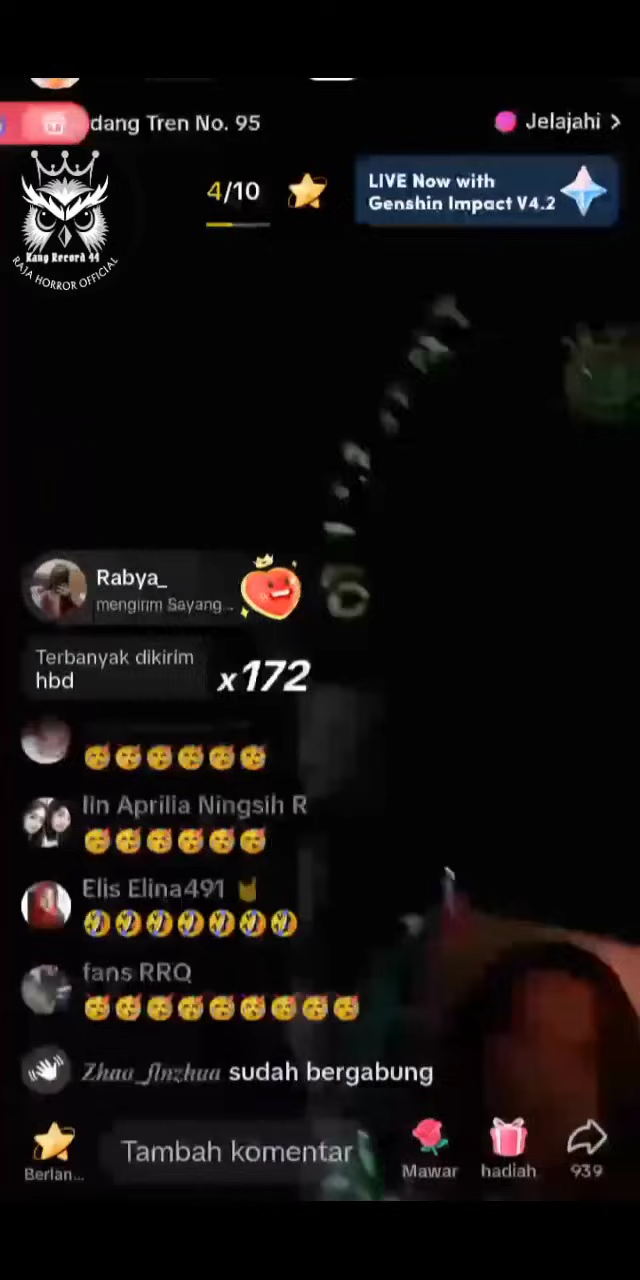 dang Tren No. 95
Jelajahi >
4/10
LIVE Now with
Genshin Impact V4.2
Kang Record 44
RAJA HORROR OFFICIAL
Rabya_
mengirim Sayang...
Terbanyak dikirim
hbd
x172
Iin Aprilia Ningsih R
Elis Elina491
fans RRQ
Zhaa_flnzhua sudah bergabung
Berlan...
Tambah komentar
Mawar
hadiah
939